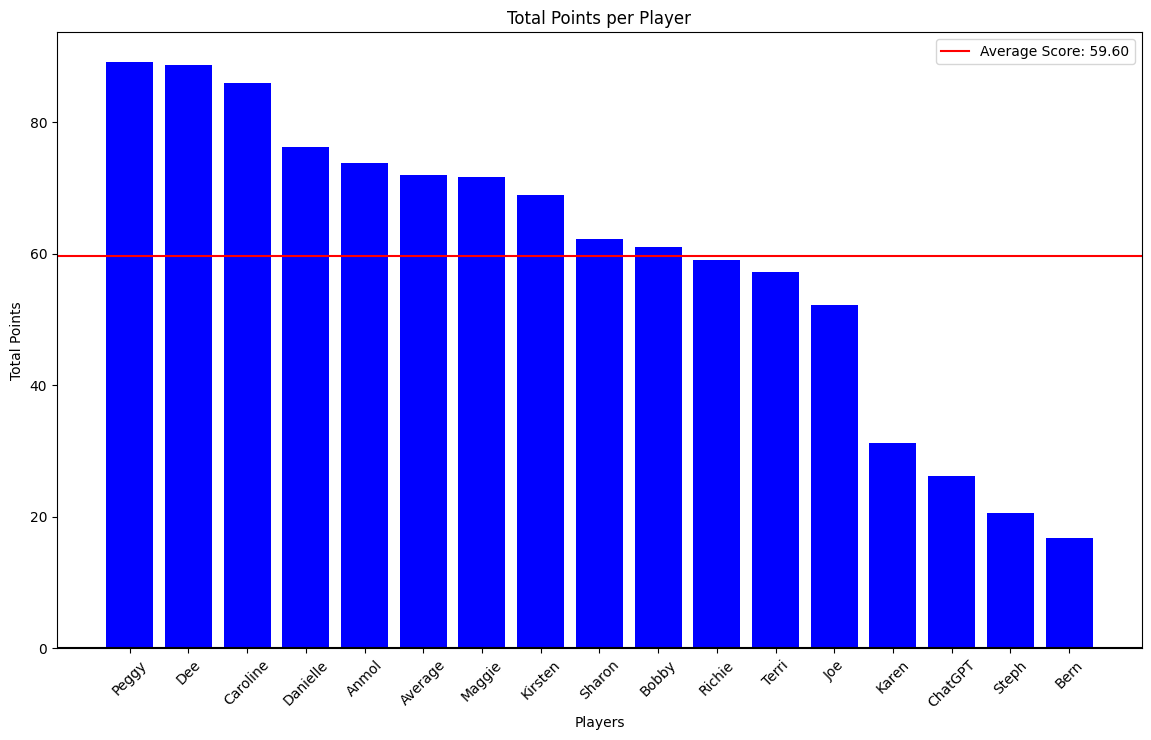 Total Points per Player
Average Score: 59.60
Total Points
80
60
40
20
0
Peggy
Dee
Caroline
Danielle
Anmol
Average
Maggie
Kirsten
Sharon
Bobby
Richie
Terri
Joe
Karen
ChatGPT
Steph
Bern
Players